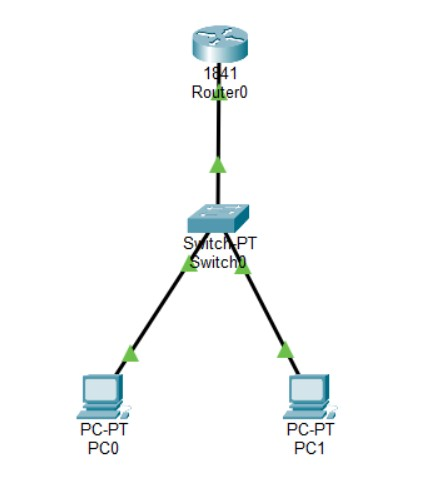 1841
Router0
Switch-PT
Switch0
PC-PT
PC0
PC-PT
PC1